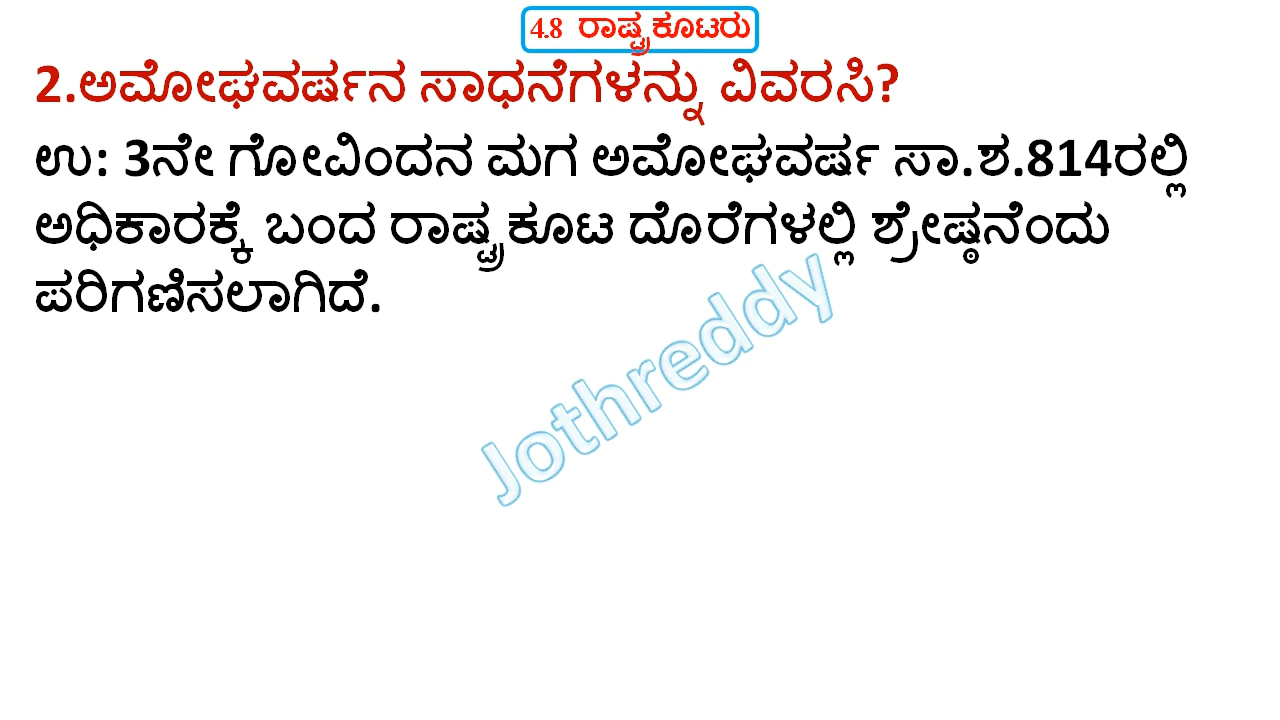 4.8 ರಾಷ್ಟ್ರಕೂಟರು
2.ಅಮೋಘವರ್ಷನ ಸಾಧನೆಗಳನ್ನು ವಿವರಸಿ?
ಉ: 3ನೇ ಗೋವಿಂದನ ಮಗ ಅಮೋಘವರ್ಷ ಸಾ.ಶ.814ರಲ್ಲಿ
ಅಧಿಕಾರಕ್ಕೆ ಬಂದ ರಾಷ್ಟ್ರಕೂಟ ದೊರೆಗಳಲ್ಲಿ ಶ್ರೇಷ್ಠನೆಂದು
ಪರಿಗಣಿಸಲಾಗಿದೆ.
Jothreddy